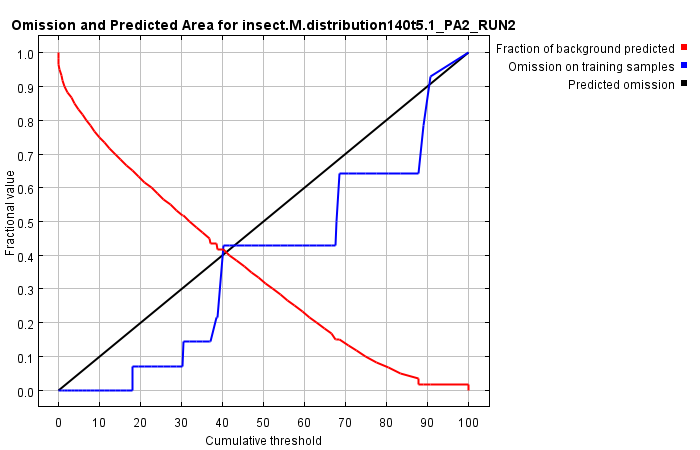 Omission and Predicted Area for insect.M.distribution140t5.1_PA2_RUN2
Fraction of background predicted
Omission on training samples
Predicted omission
Fractional value
1.0
0.9
0.8
0.7
0.6
0.5
0.4
0.3
0.2
0.1
0.0
0 10 20 30 40 50 60 70 80 90 100
Cumulative threshold